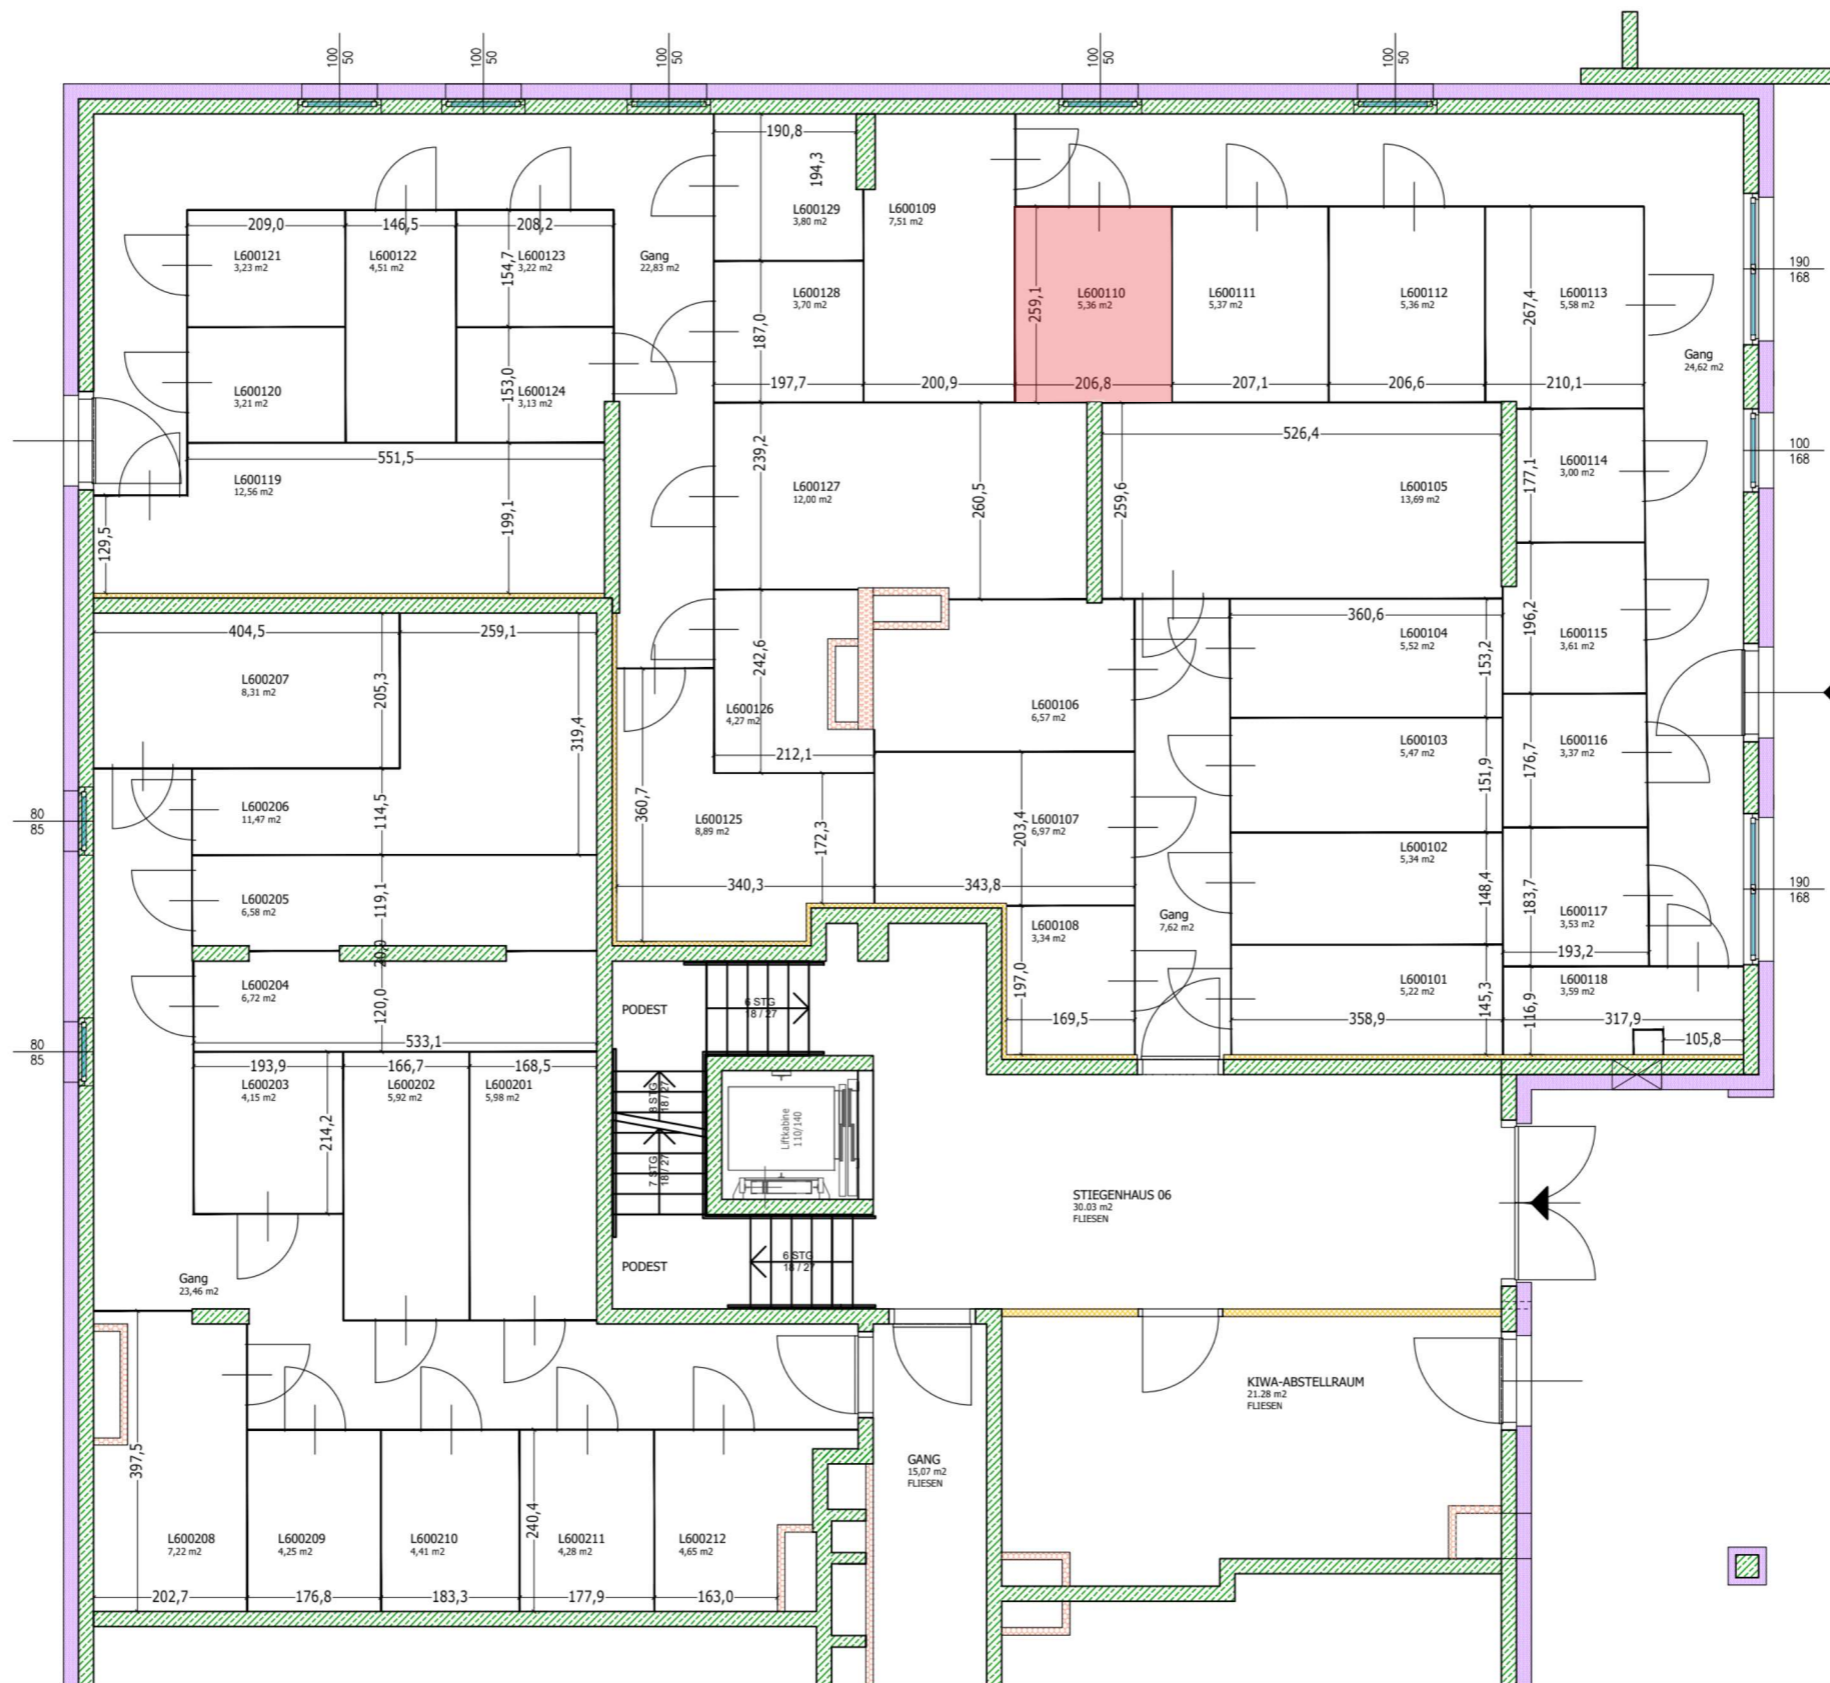 100
50
100
50
100
50
100
50
100
50
190,8
194,3
L600129
3,80 m2
L600109
7,51 m2
209,0
146,5
208,2
L600121
3,23 m2
L600122
4,51 m2
154,7
L600123
3,22 m2
Gang
22,83 m2
L600128
3,70 m2
187,0
259,1
L600110
5,36 m2
L600111
5,37 m2
L600112
5,36 m2
267,4
L600113
5,58 m2
190
168
Gang
24,62 m2
L600120
3,21 m2
153,0
L600124
3,13 m2
197,7
200,9
206,8
207,1
206,6
210,1
551,5
239,2
526,4
L600119
12,56 m2
L600127
12,00 m2
L600105
13,69 m2
177,1
L600114
3,00 m2
100
168
129,5
199,1
260,5
259,6
404,5
259,1
360,6
L600104
5,52 m2
153,2
196,2
L600115
3,61 m2
L600207
8,31 m2
205,3
242,6
L600126
4,27 m2
L600106
6,57 m2
319,4
212,1
L600103
5,47 m2
151,9
176,7
L600116
3,37 m2
80
85
L600206
11,47 m2
114,5
360,7
L600125
8,89 m2
172,3
203,4
L600107
6,97 m2
L600102
5,34 m2
148,4
183,7
L600117
3,53 m2
190
168
L600205
6,58 m2
119,1
340,3
343,8
L600108
3,34 m2
Gang
7,62 m2
193,2
20,0
L600204
6,72 m2
120,0
533,1
PODEST
6 STG
18 / 27
197,0
169,5
L600101
5,22 m2
145,3
358,9
116,9
L600118
3,59 m2
317,9
105,8
80
85
193,9
166,7
168,5
L600203
4,15 m2
L600202
5,92 m2
L600201
5,98 m2
214,2
8 STG
18 / 27
7 STG
18 / 27
Liftkabine
110/140
STIEGENHAUS 06
30.03 m2
FLIESEN
PODEST
6 STG
18 / 27
Gang
23,46 m2
KIWA-ABSTELLRAUM
21.28 m2
FLIESEN
397,5
GANG
15,07 m2
FLIESEN
240,4
L600208
7,22 m2
L600209
4,25 m2
L600210
4,41 m2
L600211
4,28 m2
L600212
4,65 m2
202,7
176,8
183,3
177,9
163,0